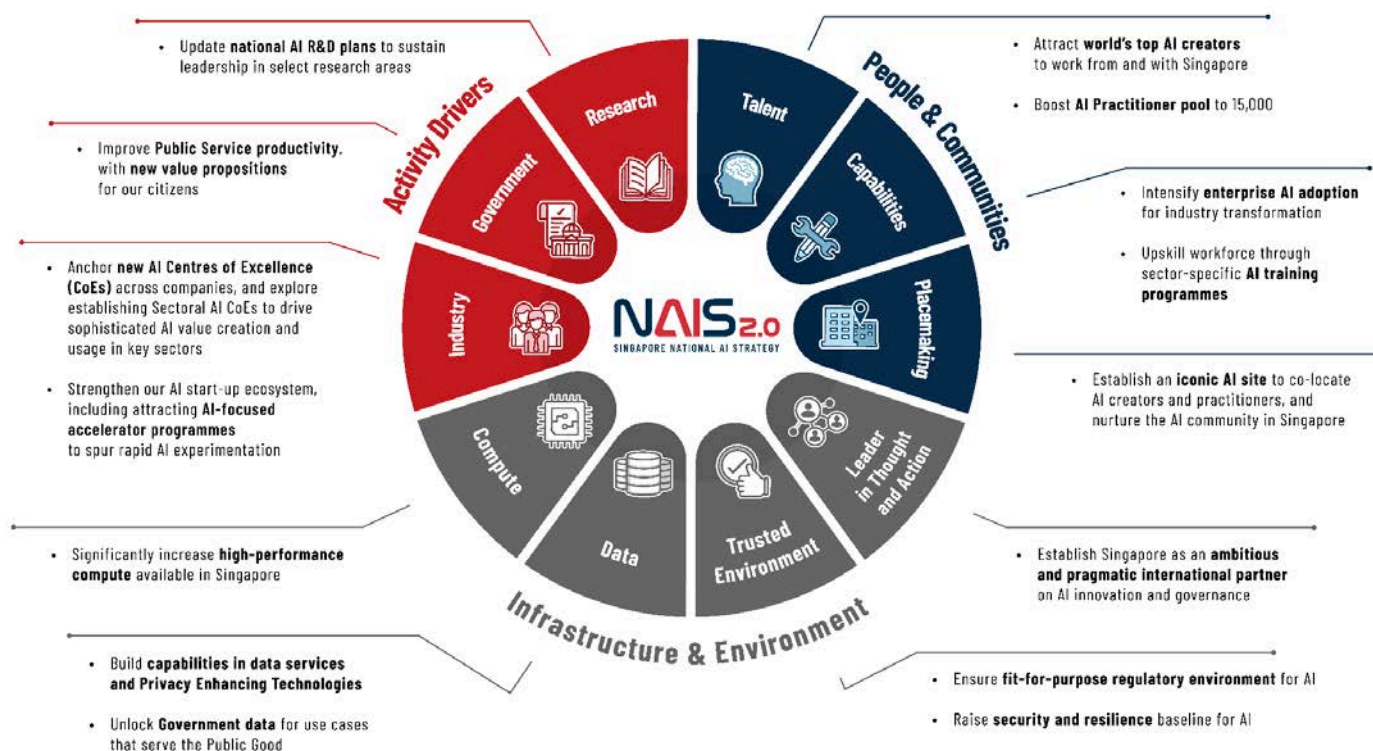 • Update national AI R&D plans to sustain
leadership in select research areas
• Improve Public Service productivity,
with new value propositions
for our citizens
• Anchor new AI Centres of Excellence
(CoEs) across companies, and explore
establishing Sectoral AI CoEs to drive
sophisticated AI value creation and
usage in key sectors
• Strengthen our AI start-up ecosystem,
including attracting AI-focused
accelerator programmes
to spur rapid AI experimentation
• Significantly increase high-performance
compute available in Singapore
• Build capabilities in data services
and Privacy Enhancing Technologies
• Unlock Government data for use cases
that serve the Public Good
Activity Drivers
Research
Government
Industry
People & Communities
Talent
Capabilities
Placemaking
NAIS 2.0
SINGAPORE NATIONAL AI STRATEGY
Compute
Data
Trusted
Environment
Leader
in Thought
and Action
Infrastructure & Environment
• Attract world's top AI creators
to work from and with Singapore
• Boost AI Practitioner pool to 15,000
• Intensify enterprise AI adoption
for industry transformation
• Upskill workforce through
sector-specific AI training
programmes
• Establish an iconic AI site to co-locate
AI creators and practitioners, and
nurture the AI community in Singapore
• Establish Singapore as an ambitious
and pragmatic international partner
on AI innovation and governance
• Ensure fit-for-purpose regulatory environment for AI
• Raise security and resilience baseline for AI